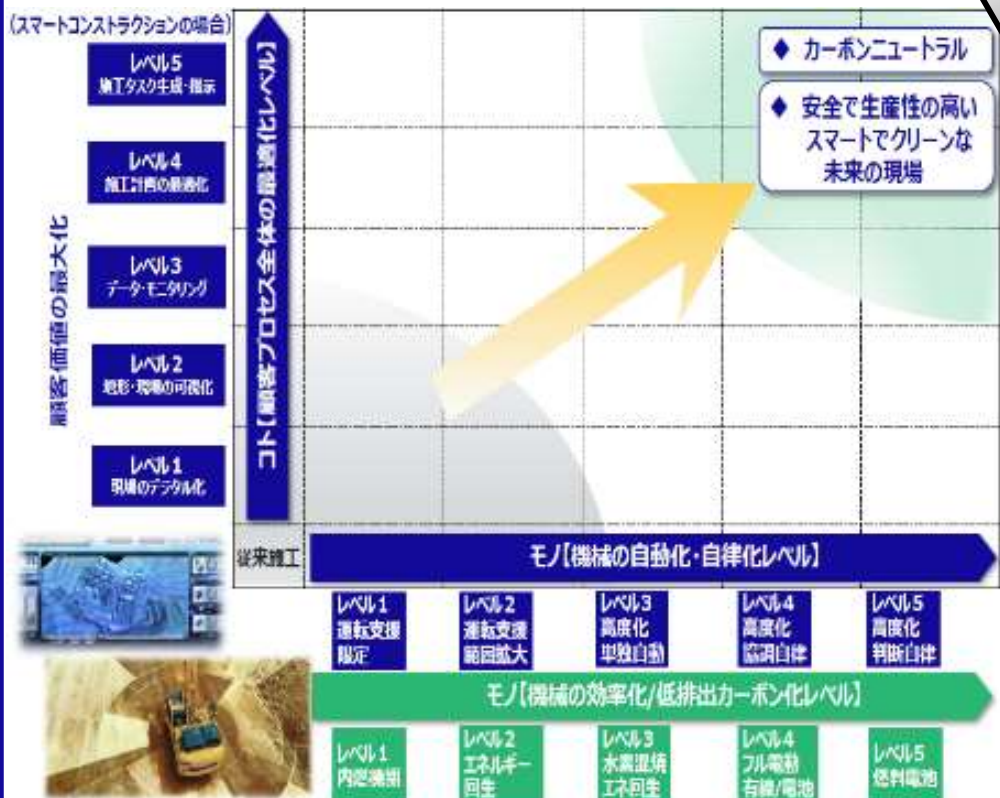 (スマートコンストラクションの場合)
レベル5
施工タスク生成・指示
レベル4
施工計画の最適化
レベル3
データ・モニタリング
レベル2
地形・現場の可視化
レベル1
現場のデジタル化
顧客価値の最大化
コト【顧客プロセス全体の最適化レベル】
◆ カーボンニュートラル
◆ 安全で生産性の高い
スマートでクリーンな
未来の現場
従来施工
モノ【機械の自動化・自律化レベル】
レベル1
運転支援
限定
レベル2
運転支援
範囲拡大
レベル3
高度化
単独自動
レベル4
高度化
協調自律
レベル5
高度化
判断自律
モノ【機械の効率化/低排出カーボン化レベル】
レベル1
内燃機関
レベル2
エネルギー
回生
レベル3
水素混焼
エネ回生
レベル4
フル電動
有線/電池
レベル5
燃料電池